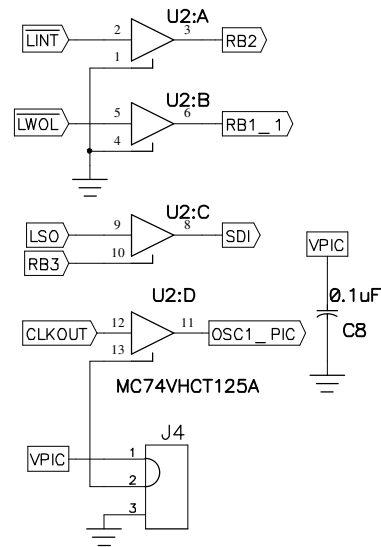 U2:A
LINT 2 3 RB2
1
U2:B
LWOL 5 6 RB1_1
4
U2:C
LSO 9 8 SDI
RB3 10
VPIC
0.1uF
C8
U2:D
CLKOUT 12 11 OSC1_PIC
13
MC74VHCT125A
J4
VPIC 1
2
3